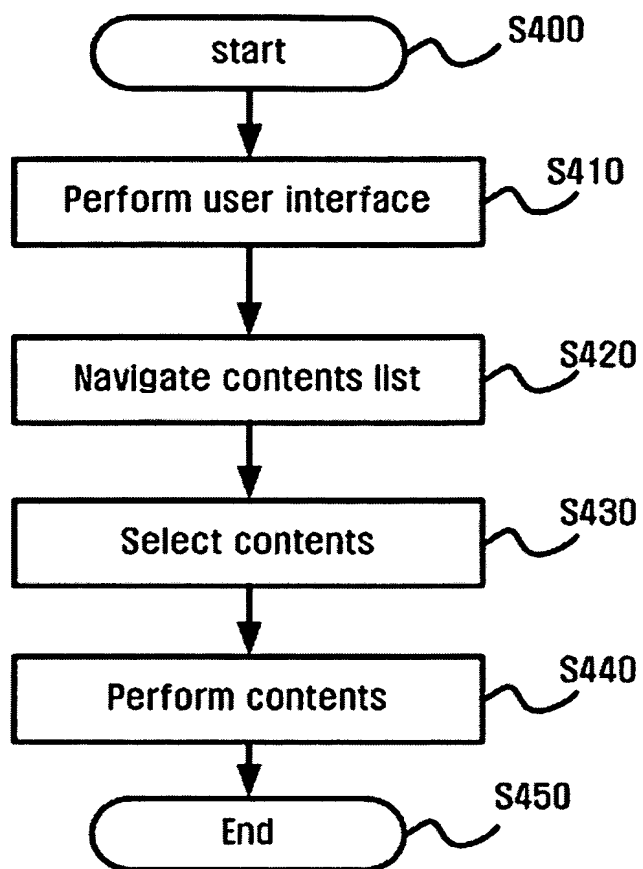 start
S400
Perform user interface
S410
Navigate contents list
S420
Select contents
S430
Perform contents
S440
End
S450